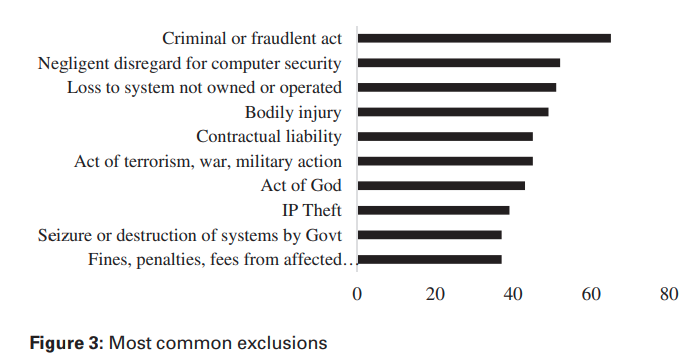 Criminal or fraudlent act
Negligent disregard for computer security
Loss to system not owned or operated
Bodily injury
Contractual liability
Act of terrorism, war, military action
Act of God
IP Theft
Seizure or destruction of systems by Govt
Fines, penalties, fees from affected…
0 20 40 60 80
Figure 3: Most common exclusions